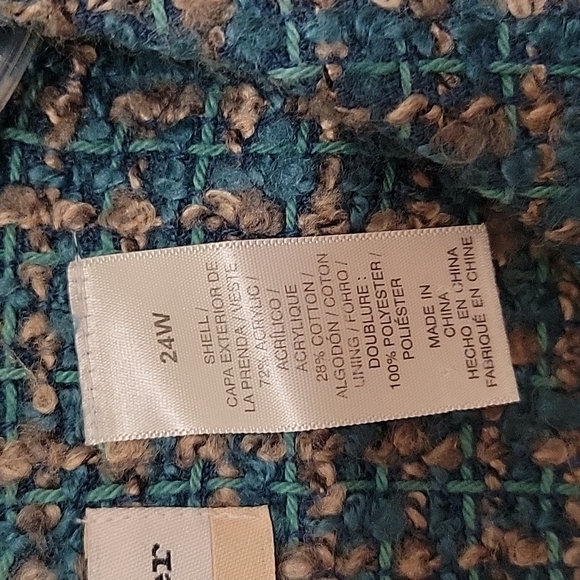 24W
SHELL /
CAPA EXTERIOR DE
LA PRENDA / VESTE
72% ACRYLIC /
ACRÍLICO /
ACRYLIQUE
28% COTTON /
ALGODÓN / COTON
LINING / FORRO /
DOUBLURE :
100% POLYESTER /
POLIÉSTER
MADE IN
CHINA
HECHO EN CHINA
FABRIQUÉ EN CHINE
er